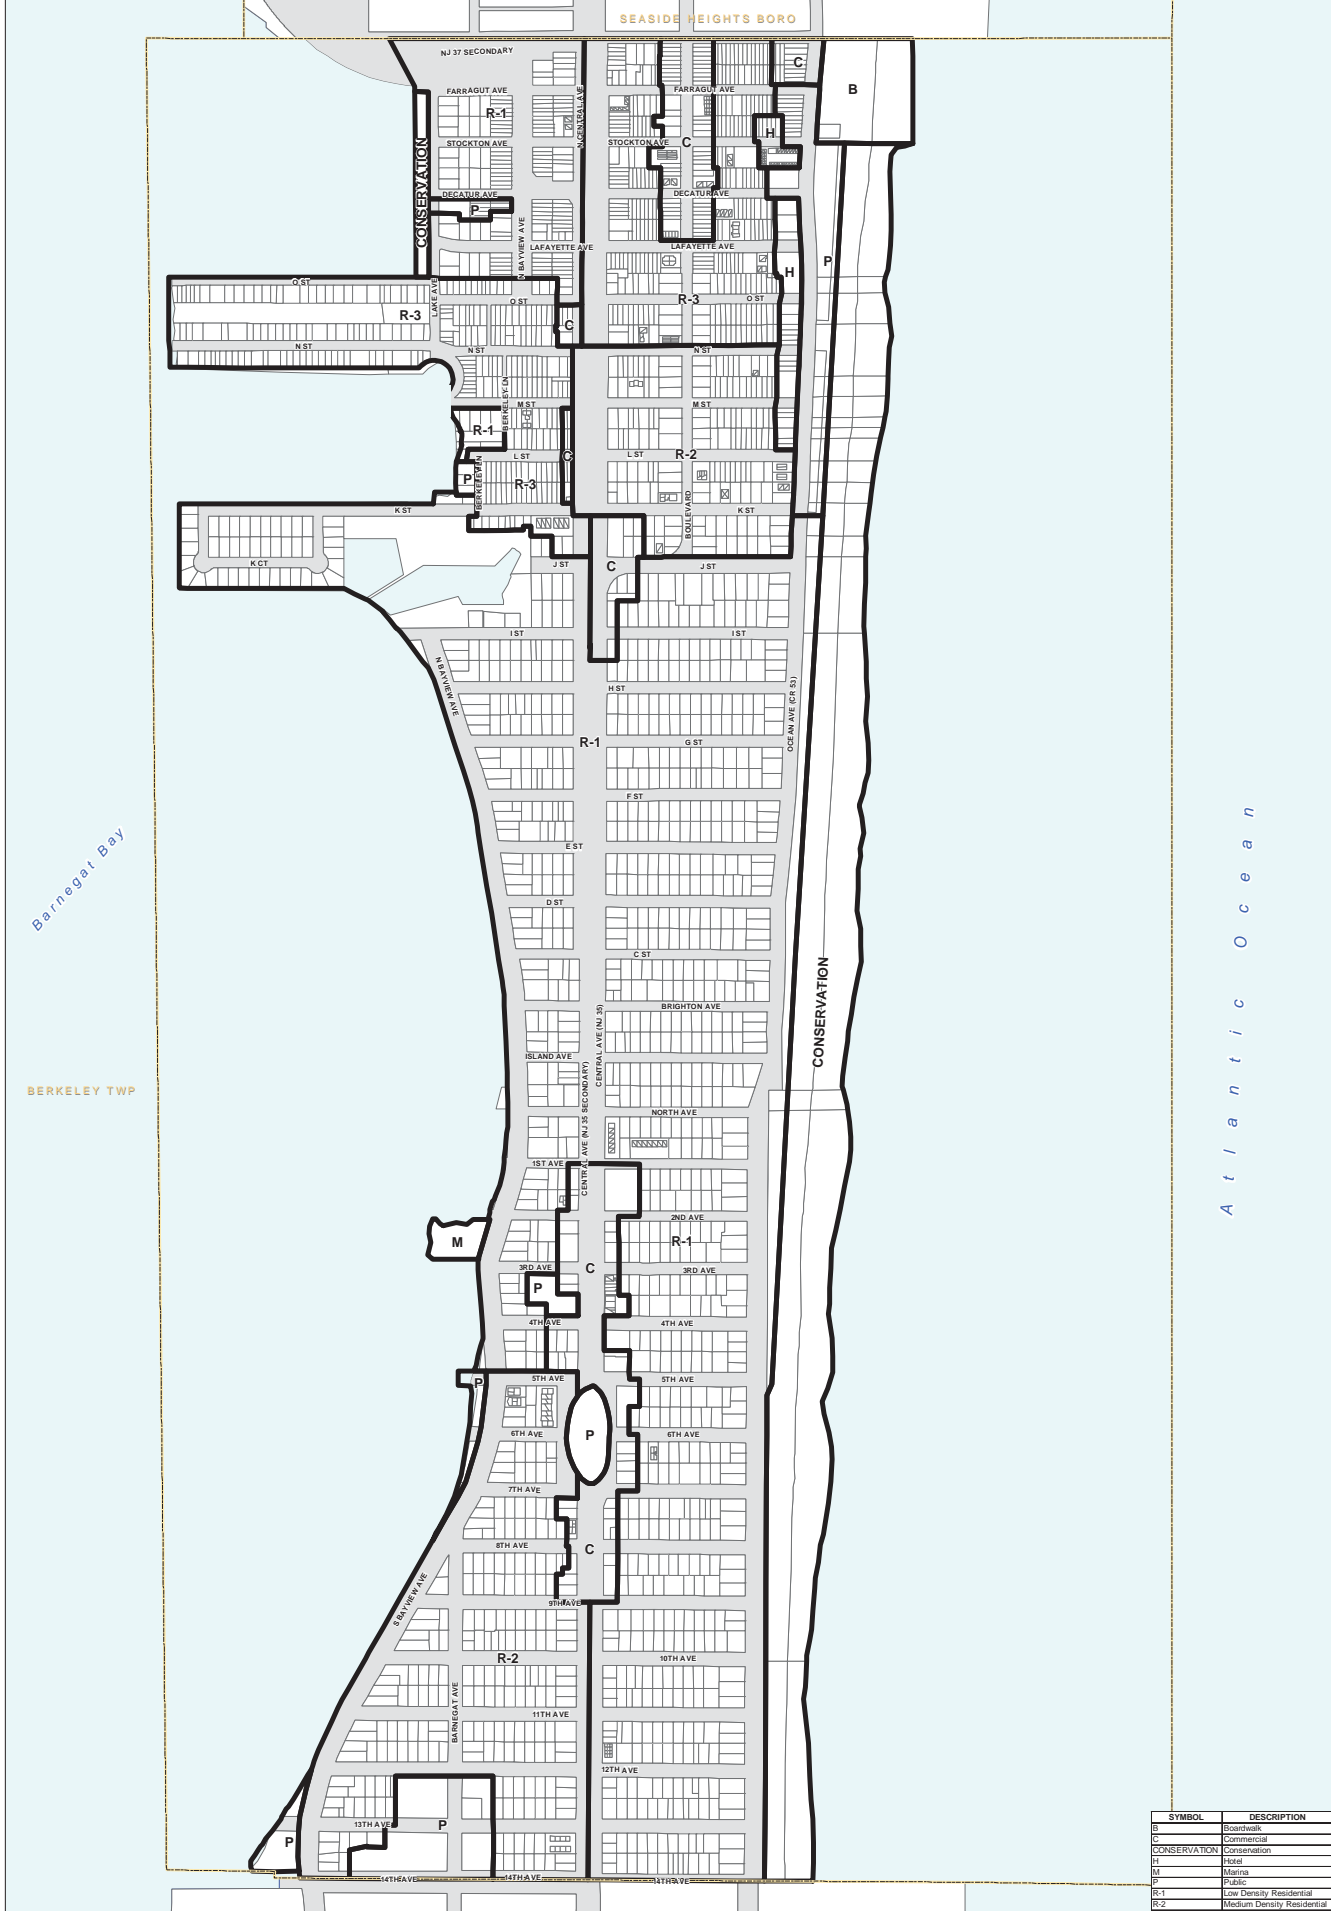 SEASIDE HEIGHTS BORO
NJ 37 SECONDARY
C
B
FARRAGUT AVE
FARRAGUT AVE
R-1
N CENTRAL AVE
H
STOCKTON AVE
STOCKTON AVE
C
CONSERVATION
DECATUR AVE
DECATUR AVE
P
N BAYVIEW AVE
LAFAYETTE AVE
LAFAYETTE AVE
P
H
O ST
LAKE AVE
O ST
R-3
O ST
R-3
C
N ST
N ST
N ST
BERKELEY LN
M ST
M ST
R-1
L ST
C
L ST
R-2
P
BERKELEY LN
R-3
BOULEVARD
K ST
K ST
K CT
J ST
C
J ST
I ST
I ST
N BAYVIEW AVE
H ST
OCEAN AVE (CR 53)
R-1
G ST
F ST
E ST
Barnegat Bay
Atlantic Ocean
D ST
C ST
CONSERVATION
BRIGHTON AVE
CENTRAL AVE (NJ 35)
ISLAND AVE
BERKELEY TWP
CENTRAL AVE (NJ 35 SECONDARY)
NORTH AVE
1ST AVE
2ND AVE
M
R-1
3RD AVE
C
3RD AVE
P
4TH AVE
4TH AVE
P
5TH AVE
5TH AVE
6TH AVE
P
6TH AVE
7TH AVE
8TH AVE
C
S BAYVIEW AVE
9TH AVE
R-2
10TH AVE
BARNEGAT AVE
11TH AVE
12TH AVE
13TH AVE
P
P
14TH AVE
14TH AVE
14TH AVE
SYMBOL DESCRIPTION
B Boardwalk
C Commercial
CONSERVATION Conservation
H Hotel
M Marina
P Public
R-1 Low Density Residential
R-2 Medium Density Residential